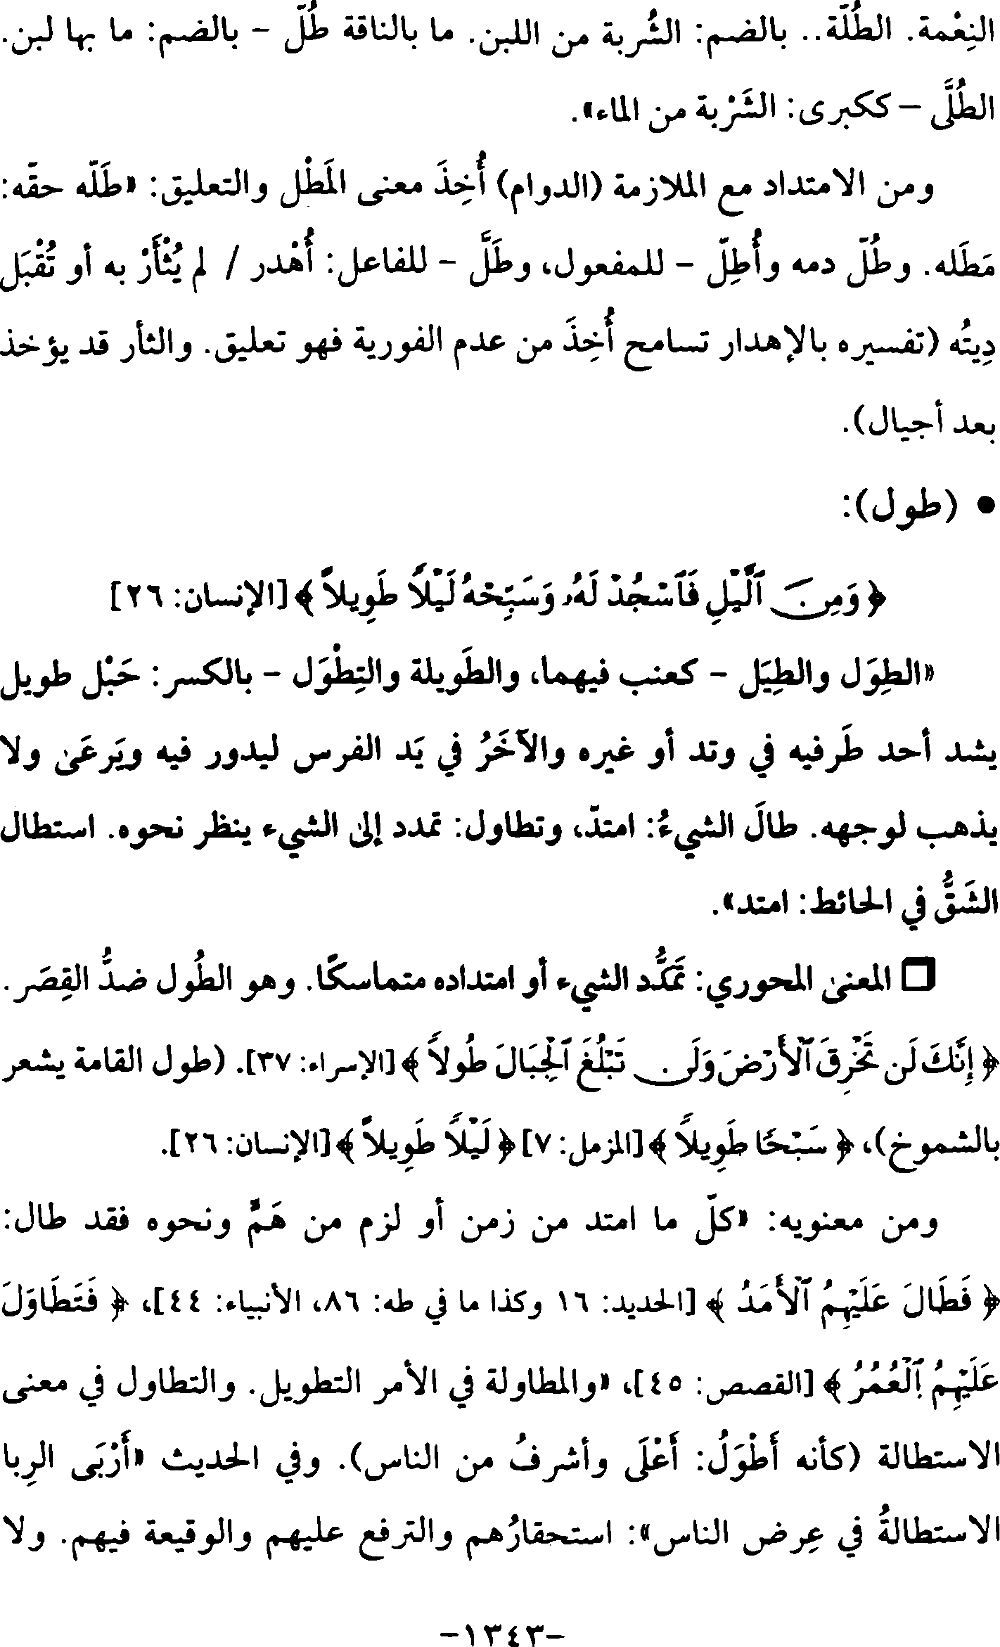 النِعْمة. الطُلّة.. بالضم: الشُربة من اللبن. ما بالناقة طُلّ – بالضم: ما بها لبن.
الطُلَّى – ككبرى: الشَرْبة من الماء».
ومن الامتداد مع الملازمة (الدوام) أُخِذَ معنى المَطْل والتعليق: «طَلّه حقّه:
مَطَله. وطُلّ دمه وأُطِلّ – للمفعول، وطَلَّ – للفاعل: أُهْدر / لم يُثْأَرْ به أو تُقْبَل
دِيتُه (تفسيره بالإهدار تسامح أُخِذَ من عدم الفورية فهو تعليق. والثأر قد يؤخذ
بعد أجيال).
• (طول):
﴿ وَمِنَ ٱلَّيْلِ فَٱسْجُدْ لَهُۥ وَسَبِّحْهُ لَيْلًا طَوِيلاً ﴾ [الإنسان: ٢٦]
«الطِوَل والطِيَل – كعنب فيهما، والطَويلة والتِطْوَل – بالكسر: حَبْل طويل
يشد أحد طَرفيه في وتد أو غيره والآخَرُ في يَد الفرس ليدور فيه ويَرعَى ولا
يذهب لوجهه. طالَ الشيءُ: امتدّ، وتطاول: تمدد إلى الشيء ينظر نحوه. استطال
الشَقُّ في الحائط: امتد».
❑ المعنى المحوري: تمَدُّد الشيء أو امتداده متماسكًا. وهو الطُول ضدُّ القِصَر.
﴿ إِنَّكَ لَن تَخْرِقَ ٱلْأَرْضَ وَلَن تَبْلُغَ ٱلْجِبَالَ طُولاً ﴾ [الإسراء: ٣٧]. (طول القامة يشعر
بالشموخ)، ﴿ سَبْحًا طَوِيلاً ﴾ [المزمل: ٧] ﴿ لَيْلًا طَوِيلاً ﴾ [الإنسان: ٢٦].
ومن معنويه: «كلّ ما امتد من زمن أو لزم من هَمٍّ ونحوه فقد طال:
﴿ فَطَالَ عَلَيْهِمُ ٱلْأَمَدُ ﴾ [الحديد: ١٦ وكذا ما في طه: ٨٦، الأنبياء: ٤٤]، ﴿ فَتَطَاوَلَ
عَلَيْهِمُ ٱلْعُمُرُ ﴾ [القصص: ٤٥]، «والمطاولة في الأمر التطويل. والتطاول في معنى
الاستطالة (كأنه أَطْوَلُ: أَعْلَى وأشرفُ من الناس). وفي الحديث «أَرْبَى الرِبا
الاستطالةُ في عِرض الناس»: استحقارُهم والترفع عليهم والوقيعة فيهم. ولا
-١٣٤٣-